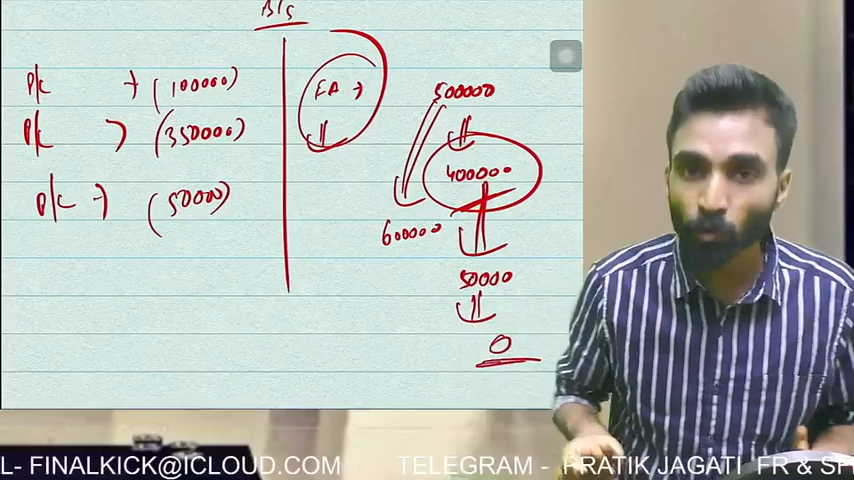 B/S
P/L → (100000)
P/L → (350000)
P/L → (50000)
FA →
500000
400000
600000
50000
0
L- FINALKICK@ICLOUD.COM
TELEGRAM - PRATIK JAGATI FR & SF